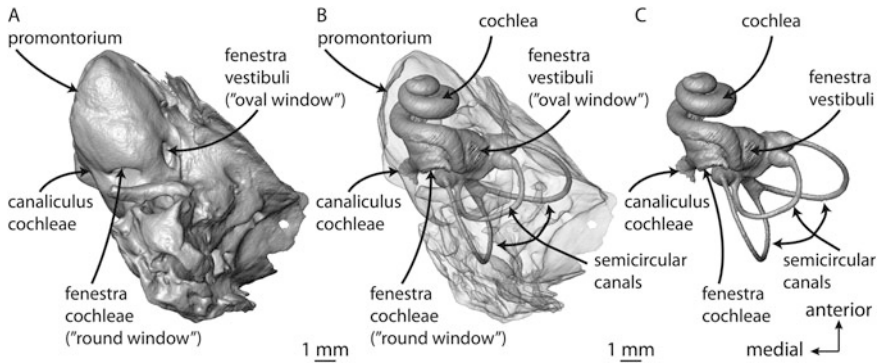 A
promontorium
fenestra
vestibuli
("oval window")
canaliculus
cochleae
fenestra
cochleae
("round window")
1 mm
B
promontorium
cochlea
fenestra
vestibuli
("oval window")
canaliculus
cochleae
semicircular
canals
fenestra
cochleae
("round window")
C
cochlea
fenestra
vestibuli
canaliculus
cochleae
semicircular
canals
fenestra
cochleae
1 mm
anterior
medial